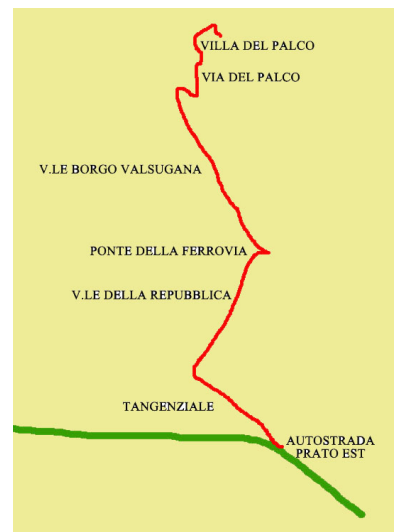 VILLA DEL PALCO
VIA DEL PALCO
V.LE BORGO VALSUGANA
PONTE DELLA FERROVIA
V.LE DELLA REPUBBLICA
TANGENZIALE
AUTOSTRADA
PRATO EST